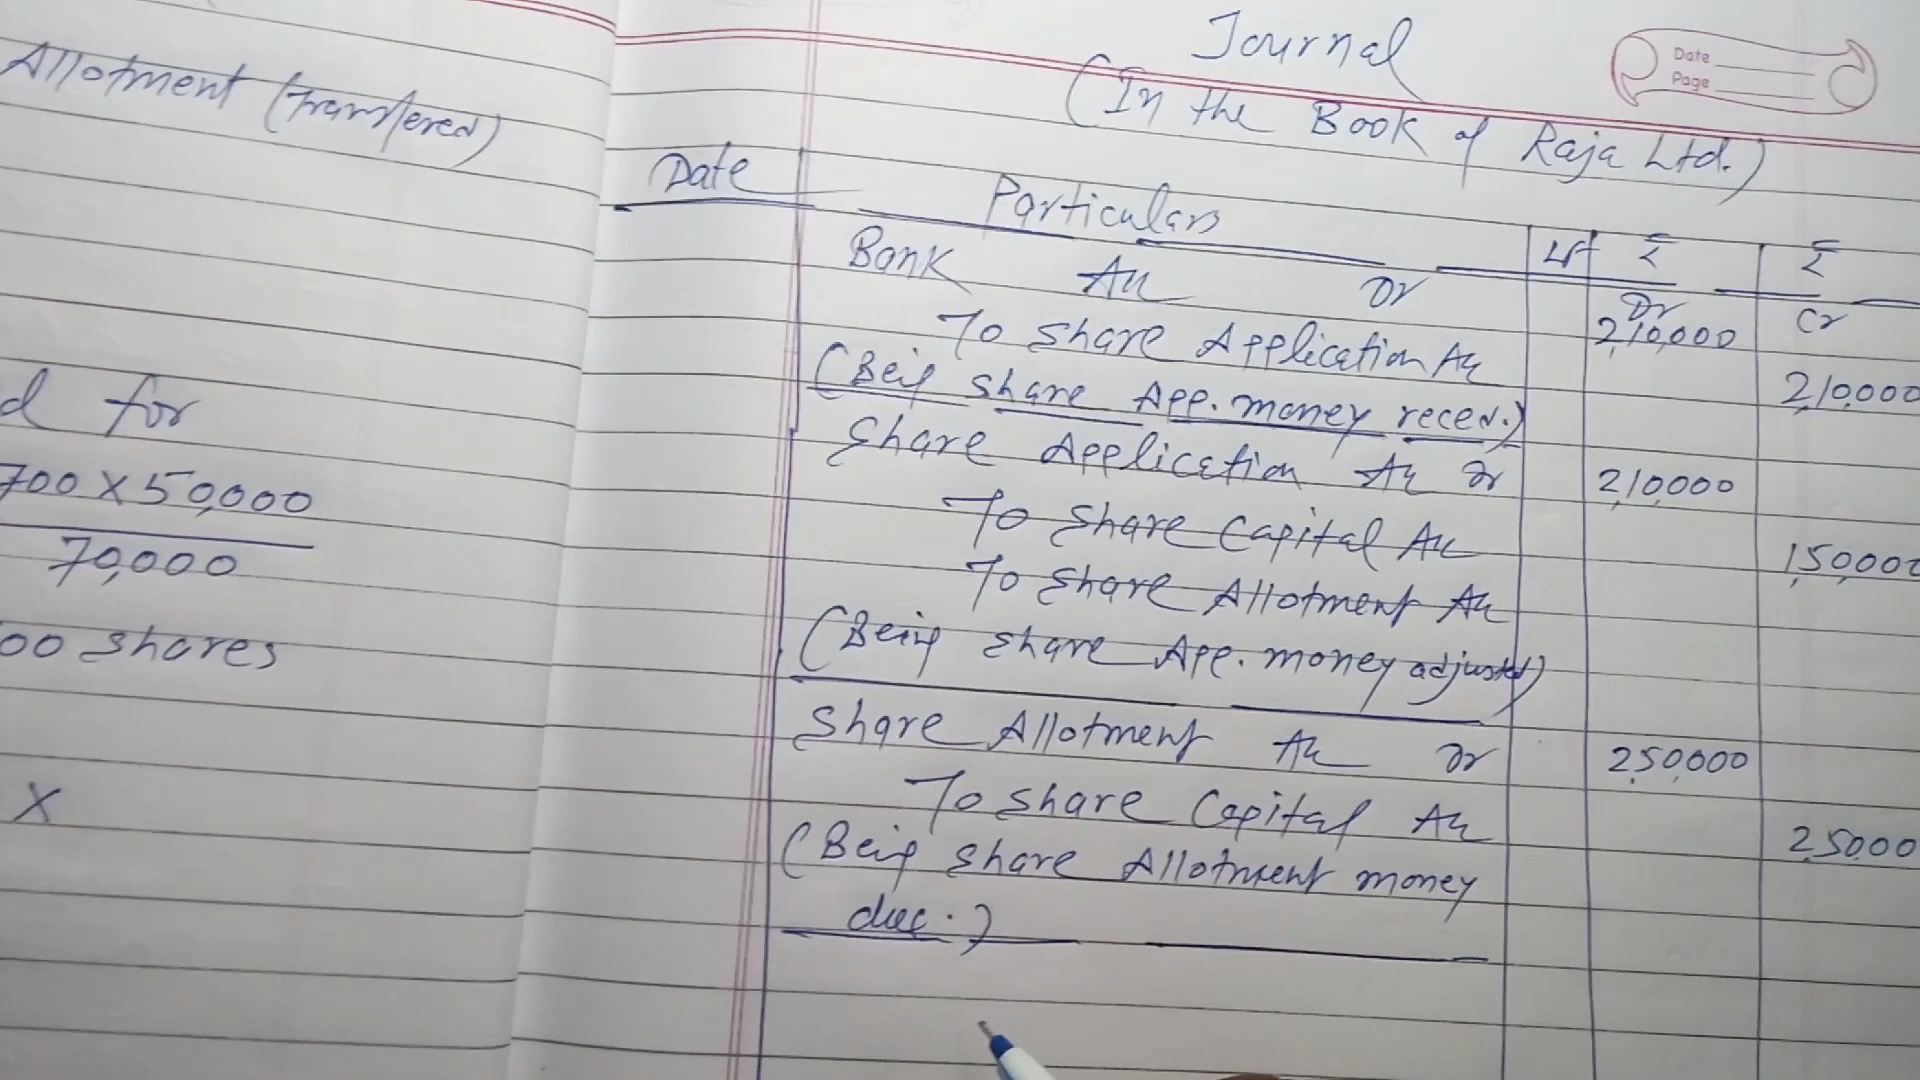 Allotment (transfered)
d for
700 X 50,000
70,000
00 shares
X
Journal
Date
Page
(In the Book of Raja Ltd.)
Date Particulars Lf ₹ ₹
Dr Cr
Bank A/c Dr 2,10,000
To Share Application A/c 2,10,000
(Being share App. money reced.)
Share Application A/c Dr 2,10,000
To Share Capital A/c 1,50,000
To Share Allotment A/c
(Being share App. money adjusted)
Share Allotment A/c Dr 2,50,000
To Share Capital A/c 2,50,00
(Being share Allotment money
due.)